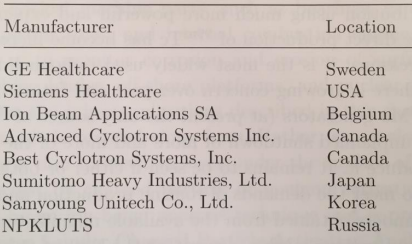 Manufacturer Location
GE Healthcare Sweden
Siemens Healthcare USA
Ion Beam Applications SA Belgium
Advanced Cyclotron Systems Inc. Canada
Best Cyclotron Systems, Inc. Canada
Sumitomo Heavy Industries, Ltd. Japan
Samyoung Unitech Co., Ltd. Korea
NPKLUTS Russia